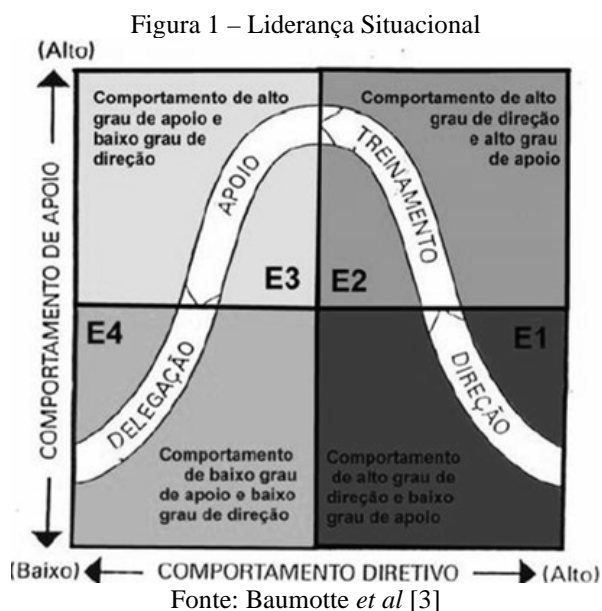 Figura 1 – Liderança Situacional
(Alto)
Comportamento de alto
grau de apoio e
baixo grau de
direção
Comportamento de alto
grau de direção
e alto grau
de apoio
APOIO
TREINAMENTO
E3
E2
COMPORTAMENTO DE APOIO
E4
E1
DELEGAÇÃO
DIREÇÃO
Comportamento
de baixo grau
de apoio e baixo
grau de direção
Comportamento
de alto grau de
direção e baixo
grau de apoio
(Baixo)
COMPORTAMENTO DIRETIVO
(Alto)
Fonte: Baumotte et al [3]